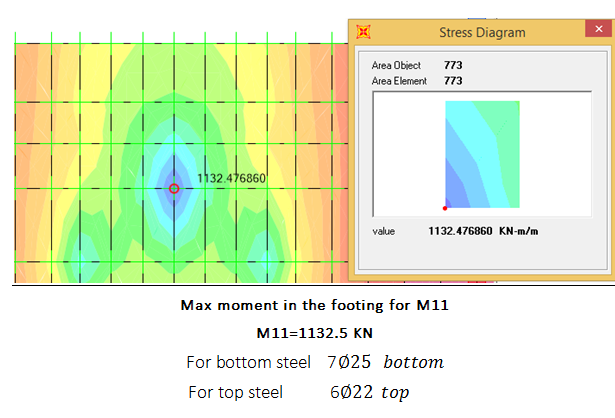 Stress Diagram
Area Object 773
Area Element 773
1132.476860
value 1132.476860 KN-m/m
Max moment in the footing for M11
M11=1132.5 KN
For bottom steel 7Ø25 bottom
For top steel 6Ø22 top